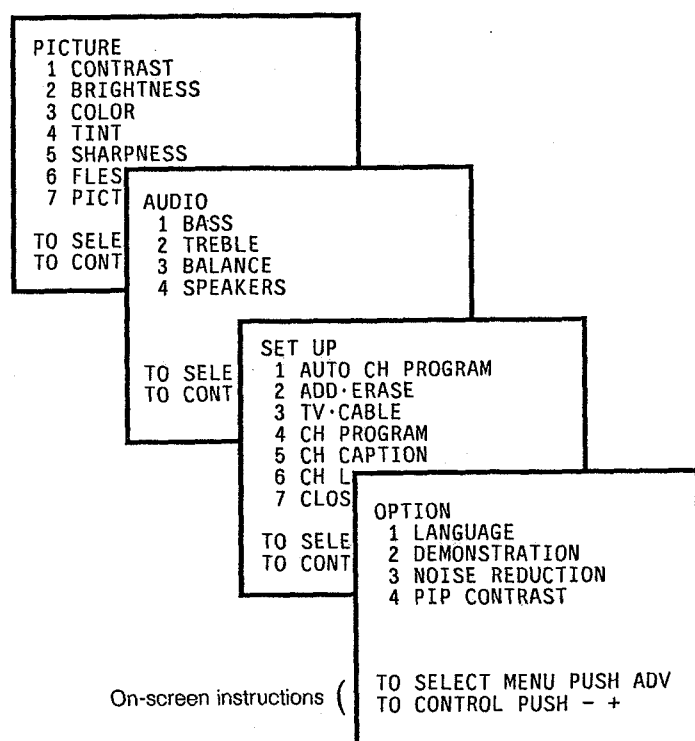 PICTURE
1 CONTRAST
2 BRIGHTNESS
3 COLOR
4 TINT
5 SHARPNESS
6 FLES
7 PICT
TO SELE
TO CONT
AUDIO
1 BASS
2 TREBLE
3 BALANCE
4 SPEAKERS
TO SELE
TO CONT
SET UP
1 AUTO CH PROGRAM
2 ADD·ERASE
3 TV·CABLE
4 CH PROGRAM
5 CH CAPTION
6 CH L
7 CLOS
TO SELE
TO CONT
OPTION
1 LANGUAGE
2 DEMONSTRATION
3 NOISE REDUCTION
4 PIP CONTRAST
On-screen instructions (
TO SELECT MENU PUSH ADV
TO CONTROL PUSH – +